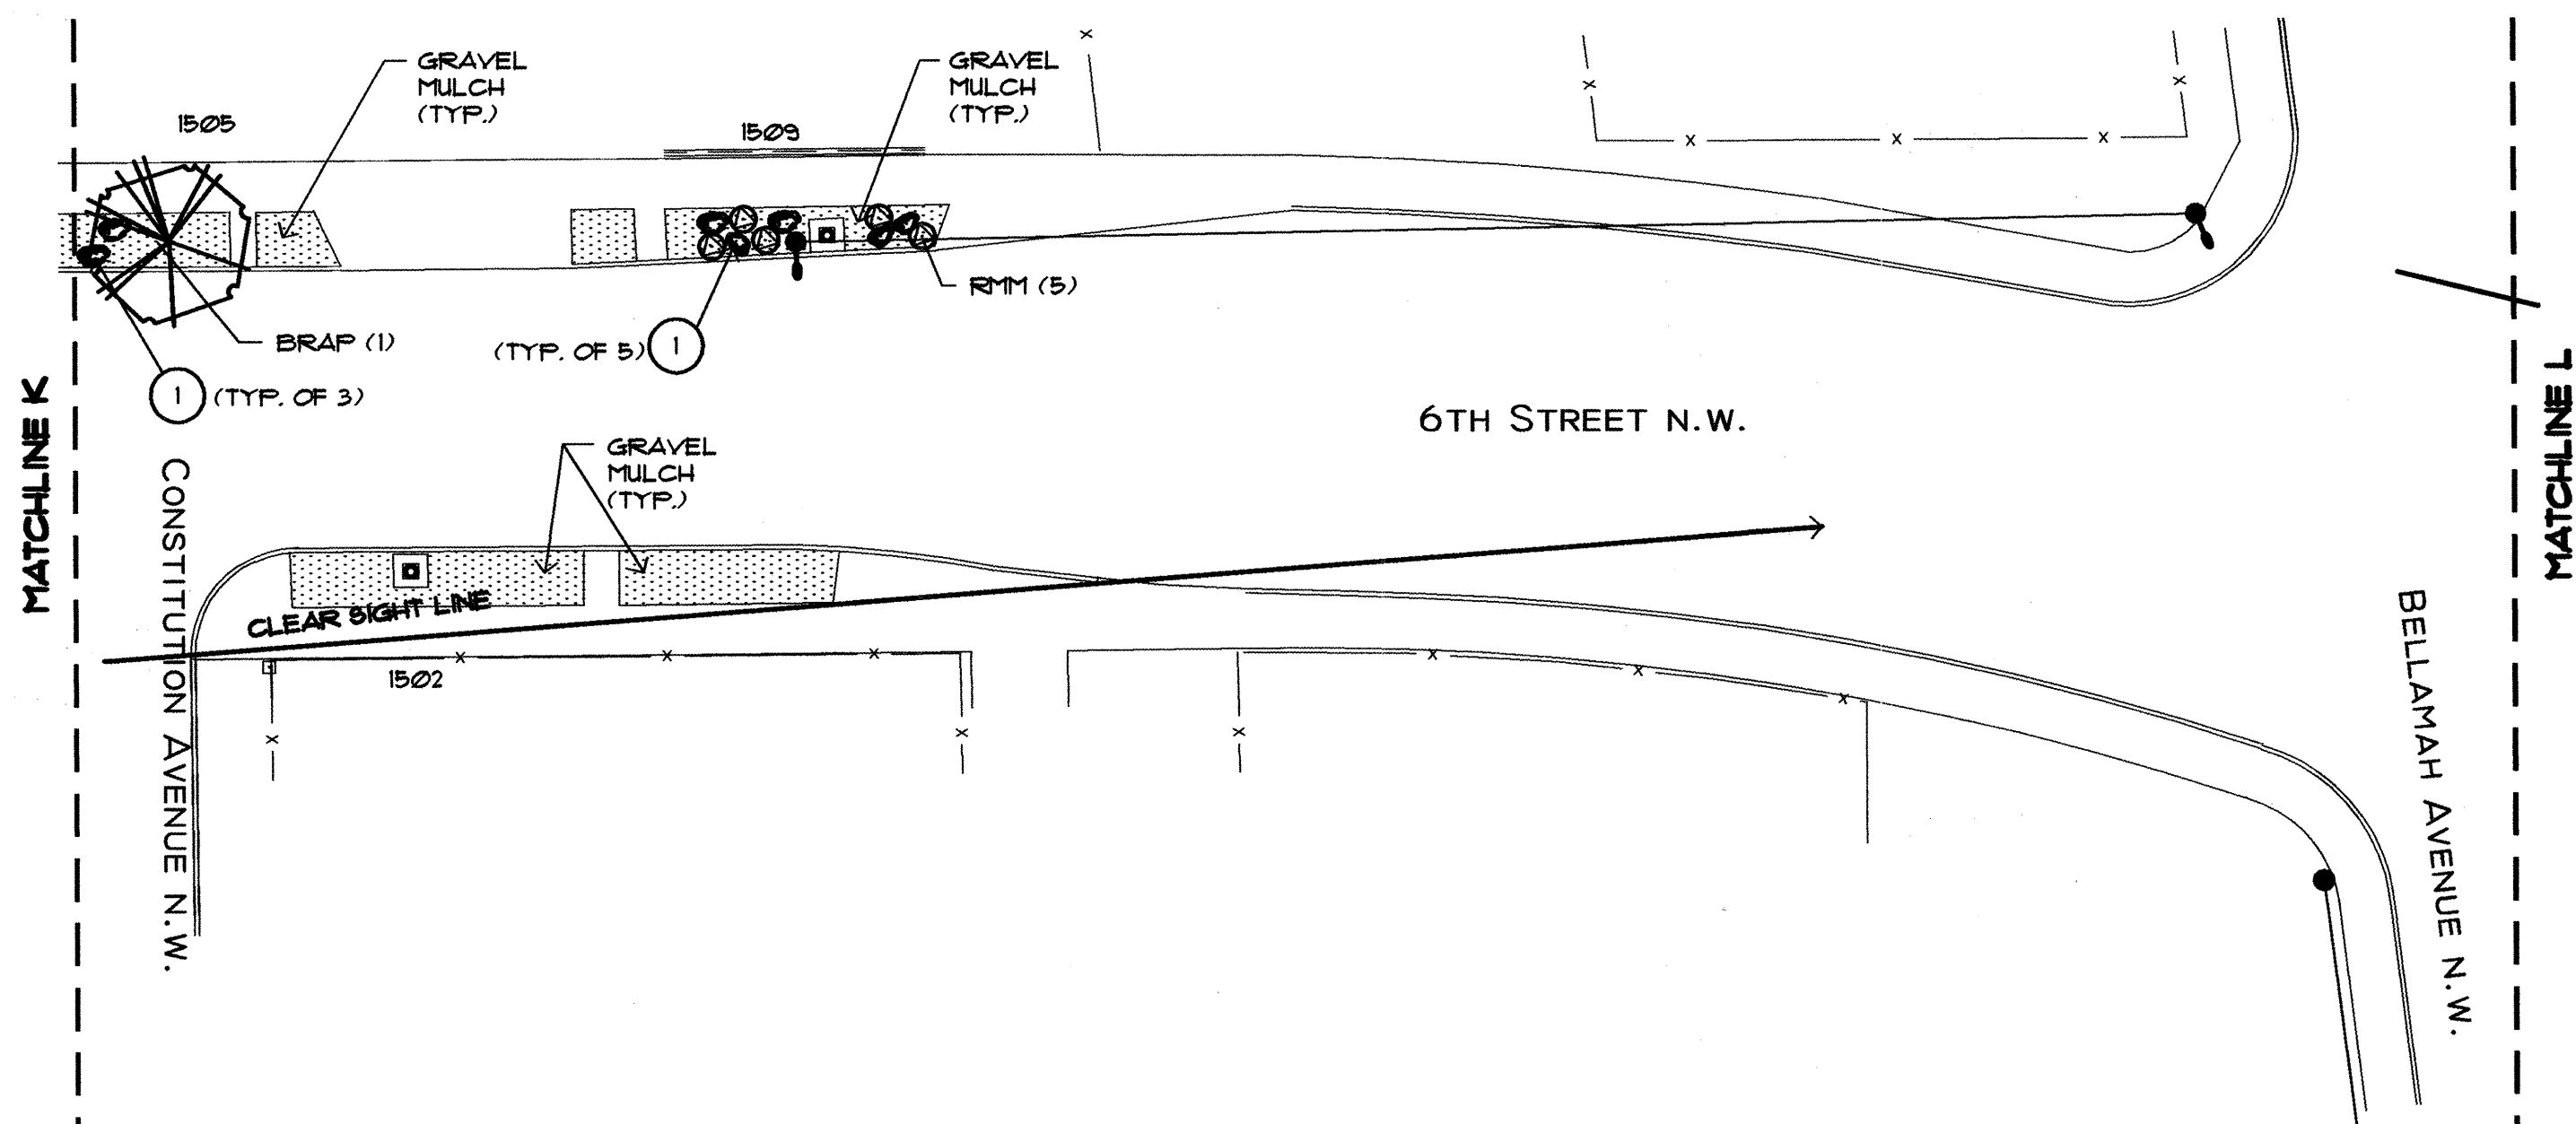 GRAVEL
MULCH
(TYP.)
GRAVEL
MULCH
(TYP.)
1505
1509
RMM (5)
BRAP (1)
(TYP. OF 5) 1
1 (TYP. OF 3)
MATCHLINE K
6TH STREET N.W.
MATCHLINE L
GRAVEL
MULCH
(TYP.)
CONSTITUTION AVENUE N.W.
CLEAR SIGHT LINE
1502
BELLAMAH AVENUE N.W.